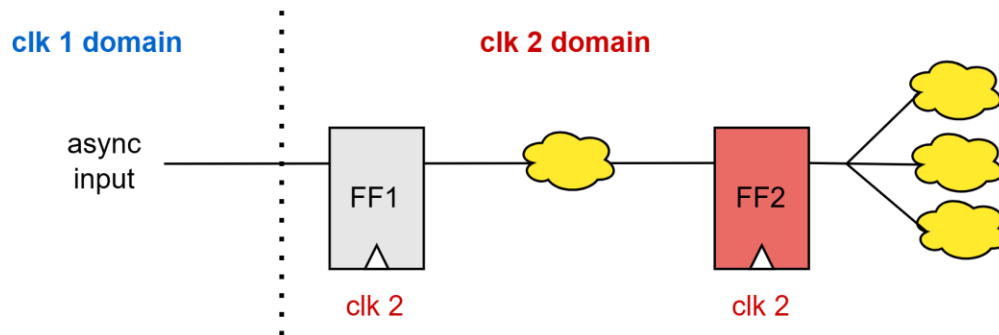 clk 1 domain
clk 2 domain
async
input
FF1
FF2
clk 2
clk 2